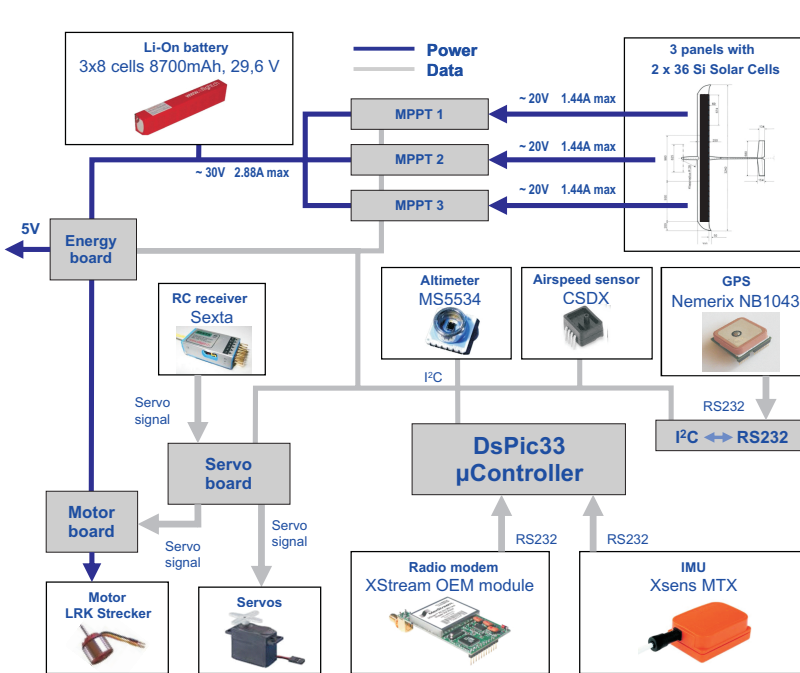 Li-On battery
3x8 cells 8700mAh, 29,6 V
Power
Data
3 panels with
2 x 36 Si Solar Cells
MPPT 1
~ 20V 1.44A max
MPPT 2
~ 20V 1.44A max
~ 30V 2.88A max
MPPT 3
~ 20V 1.44A max
5V
Energy
board
RC receiver
Sexta
Altimeter
MS5534
Airspeed sensor
CSDX
GPS
Nemerix NB1043
I²C
Servo
signal
RS232
I²C RS232
DsPic33
µController
Servo
board
Motor
board
Servo
signal
Servo
signal
RS232
RS232
Motor
LRK Strecker
Servos
Radio modem
XStream OEM module
IMU
Xsens MTX